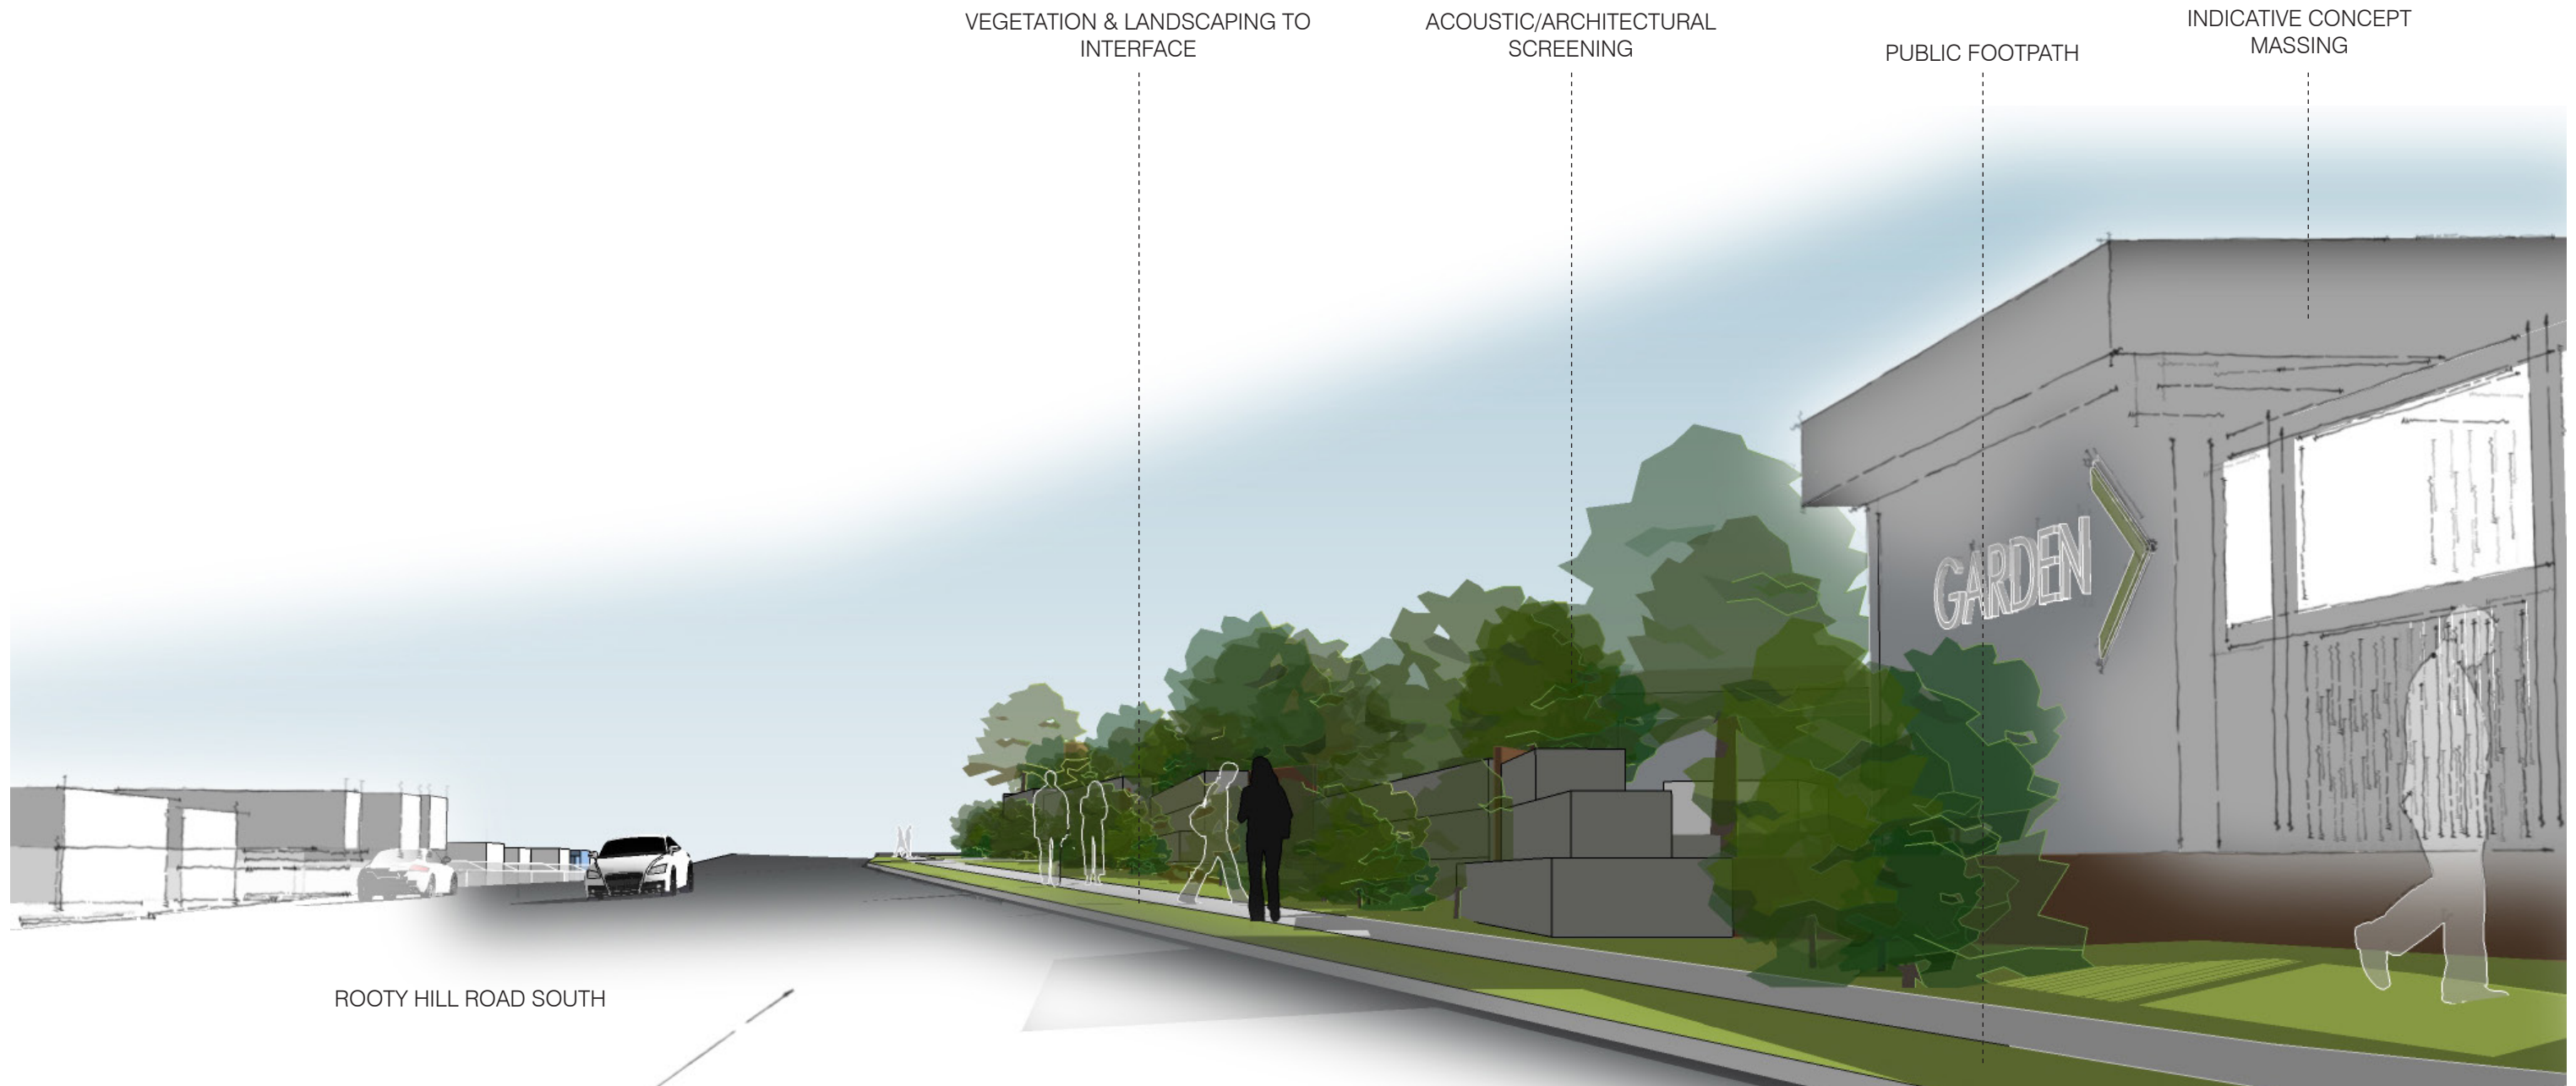 VEGETATION & LANDSCAPING TO
INTERFACE
ACOUSTIC/ARCHITECTURAL
SCREENING
PUBLIC FOOTPATH
INDICATIVE CONCEPT
MASSING
GARDEN
ROOTY HILL ROAD SOUTH